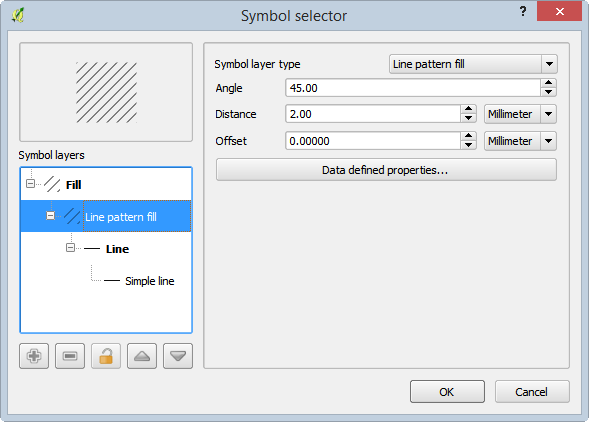 Symbol selector
?
Symbol layer type
Line pattern fill
Angle
45.00
Distance
2.00
Millimeter
Offset
0.00000
Millimeter
Data defined properties...
Symbol layers
Fill
Line pattern fill
Line
Simple line
OK
Cancel